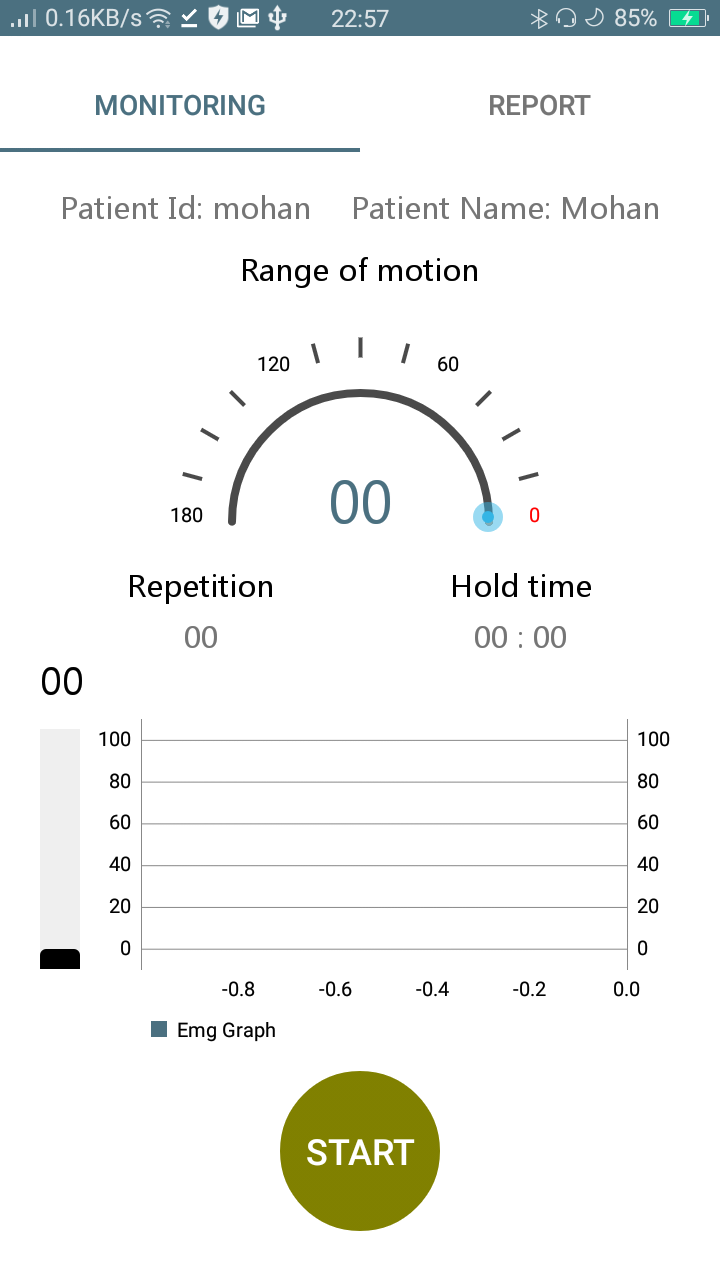 0.16KB/s 22:57 85%
MONITORING REPORT
Patient Id: mohan Patient Name: Mohan
Range of motion
120 60
180 00 0
Repetition Hold time
00 00 : 00
00
100 100
80 80
60 60
40 40
20 20
0 0
-0.8 -0.6 -0.4 -0.2 0.0
Emg Graph
START